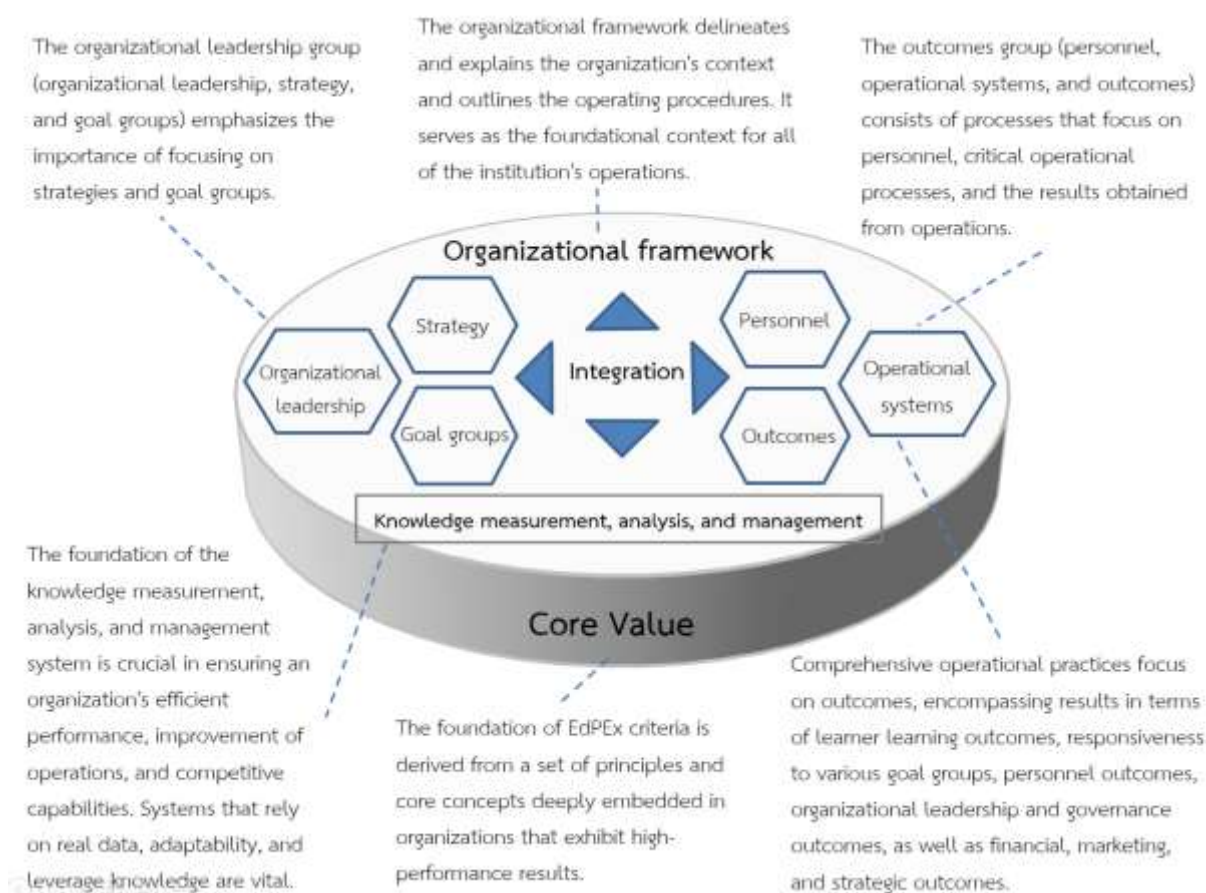 The organizational leadership group
(organizational leadership, strategy,
and goal groups) emphasizes the
importance of focusing on
strategies and goal groups.
The organizational framework delineates
and explains the organization's context
and outlines the operating procedures. It
serves as the foundational context for all
of the institution's operations.
The outcomes group (personnel,
operational systems, and outcomes)
consists of processes that focus on
personnel, critical operational
processes, and the results obtained
from operations.
Organizational framework
Strategy
Organizational
leadership
Goal groups
Integration
Personnel
Operational
systems
Outcomes
Knowledge measurement, analysis, and management
Core Value
The foundation of the
knowledge measurement,
analysis, and management
system is crucial in ensuring an
organization's efficient
performance, improvement of
operations, and competitive
capabilities. Systems that rely
on real data, adaptability, and
leverage knowledge are vital.
The foundation of EdPEx criteria is
derived from a set of principles and
core concepts deeply embedded in
organizations that exhibit high-
performance results.
Comprehensive operational practices focus
on outcomes, encompassing results in terms
of learner learning outcomes, responsiveness
to various goal groups, personnel outcomes,
organizational leadership and governance
outcomes, as well as financial, marketing,
and strategic outcomes.